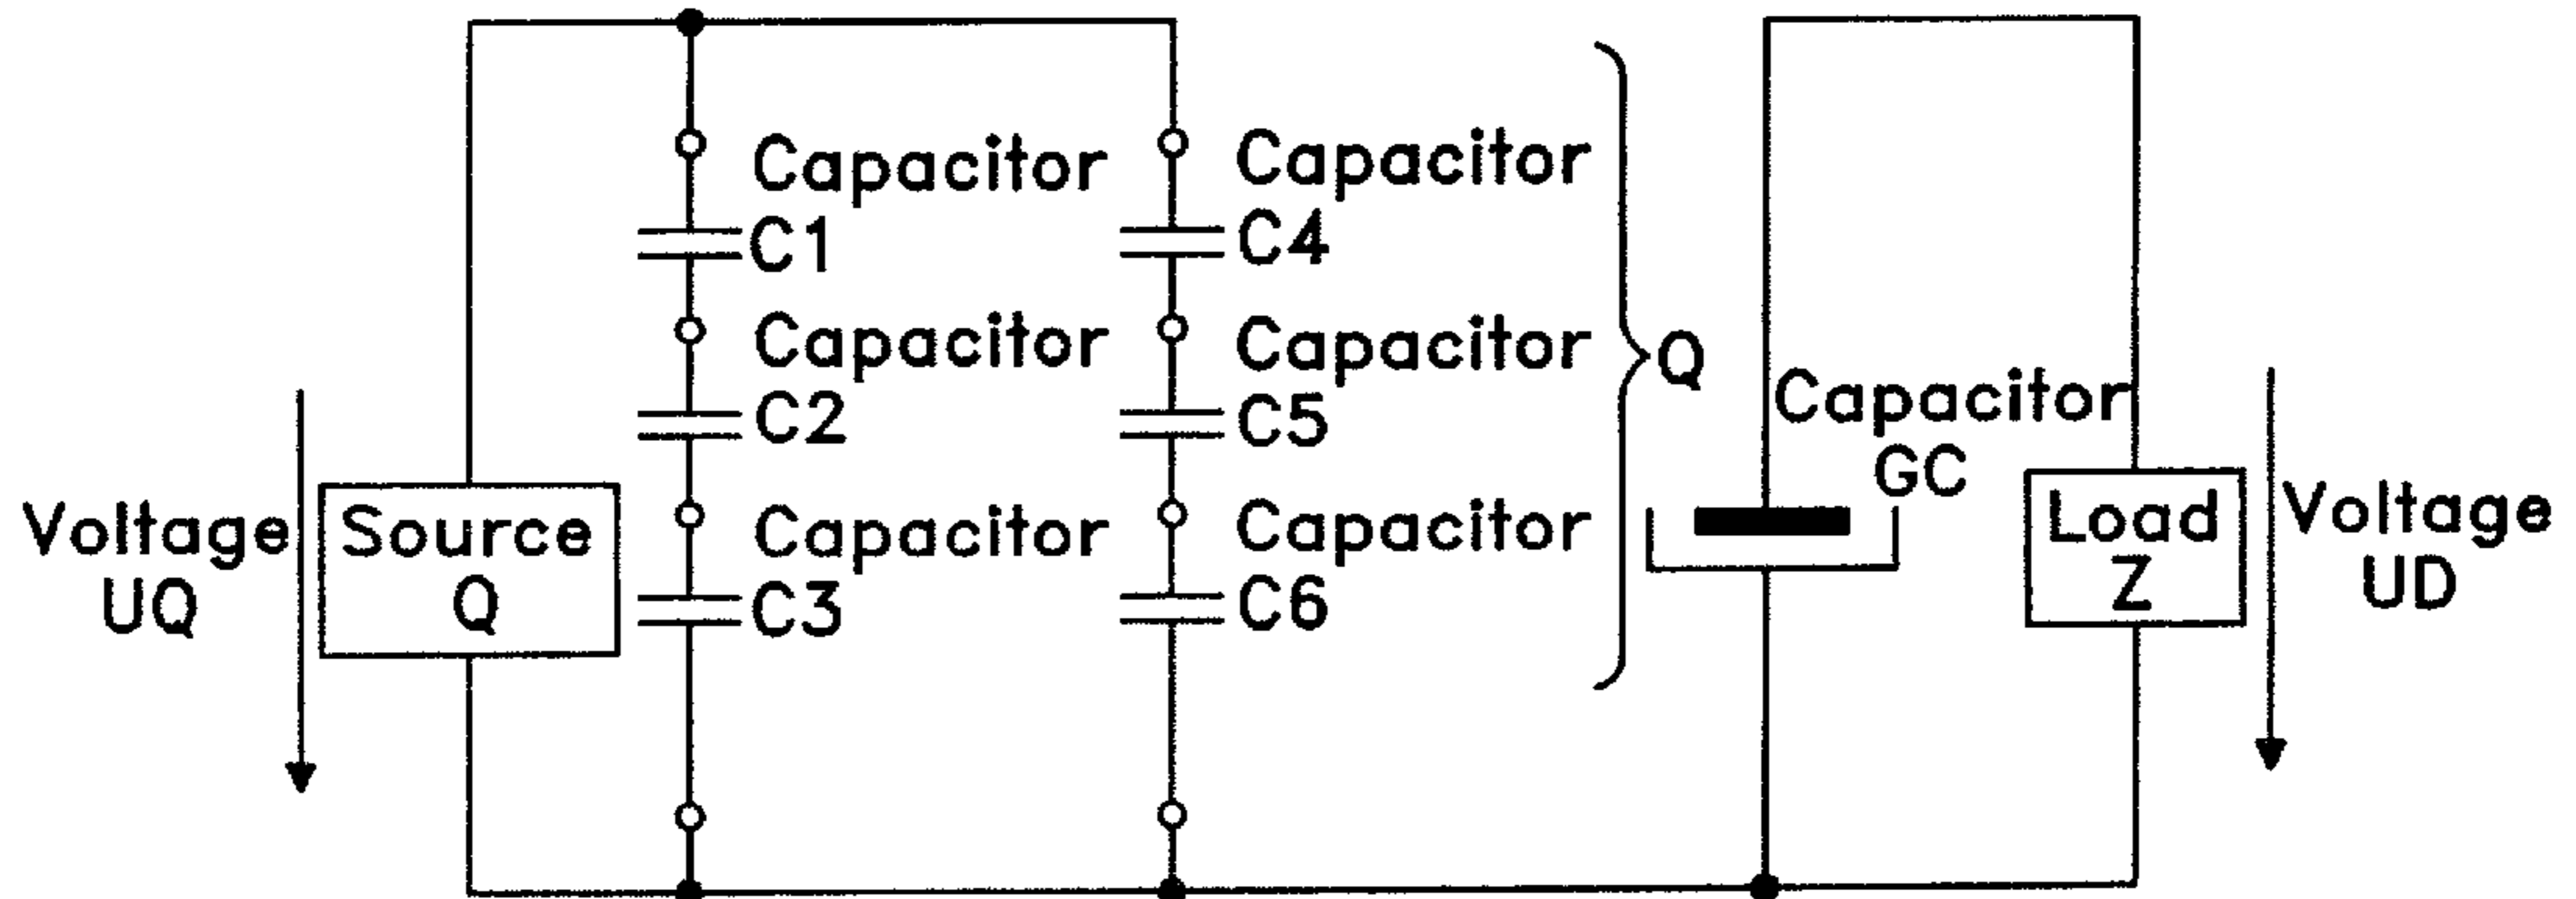 Voltage
UQ
Source
Q
Capacitor
C1
Capacitor
C2
Capacitor
C3
Capacitor
C4
Capacitor
C5
Capacitor
C6
Q
Capacitor
GC
Load
Z
Voltage
UD